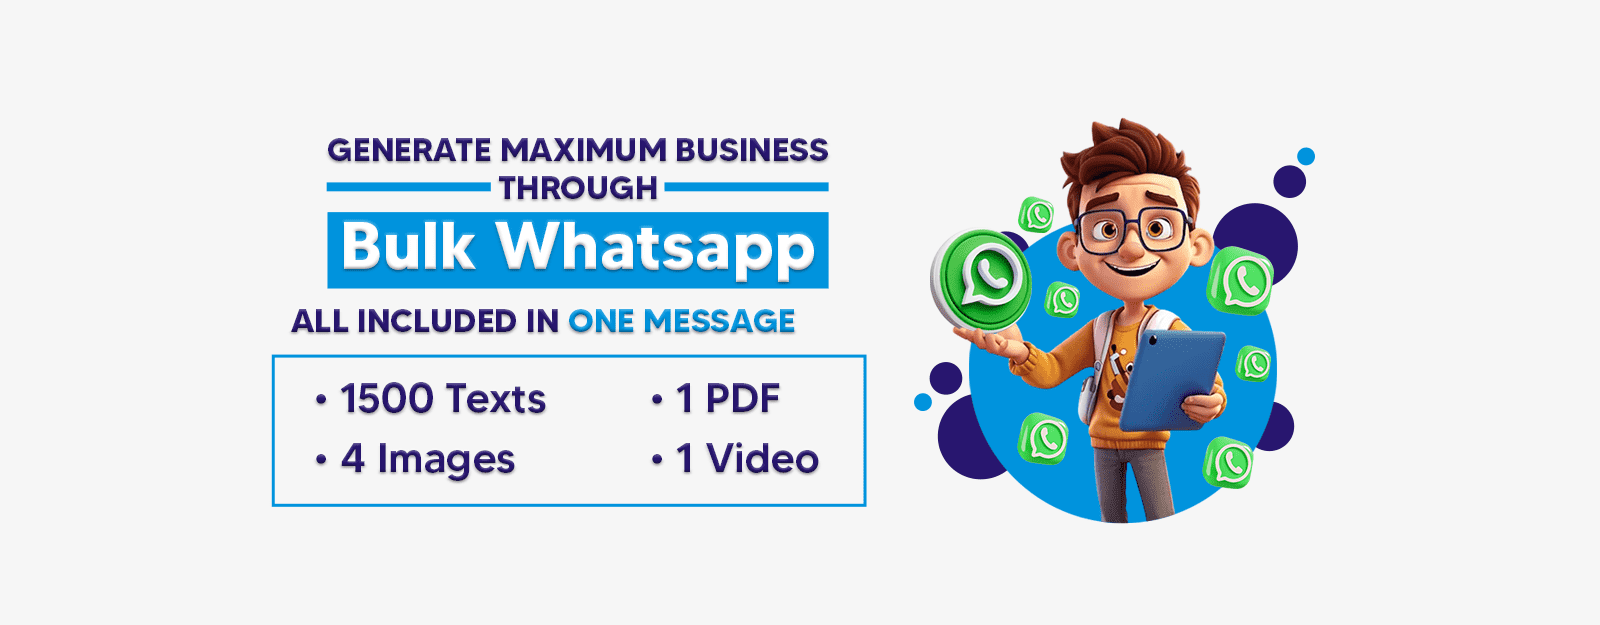 GENERATE MAXIMUM BUSINESS
THROUGH
Bulk Whatsapp
ALL INCLUDED IN ONE MESSAGE
• 1500 Texts
• 1 PDF
• 4 Images
• 1 Video